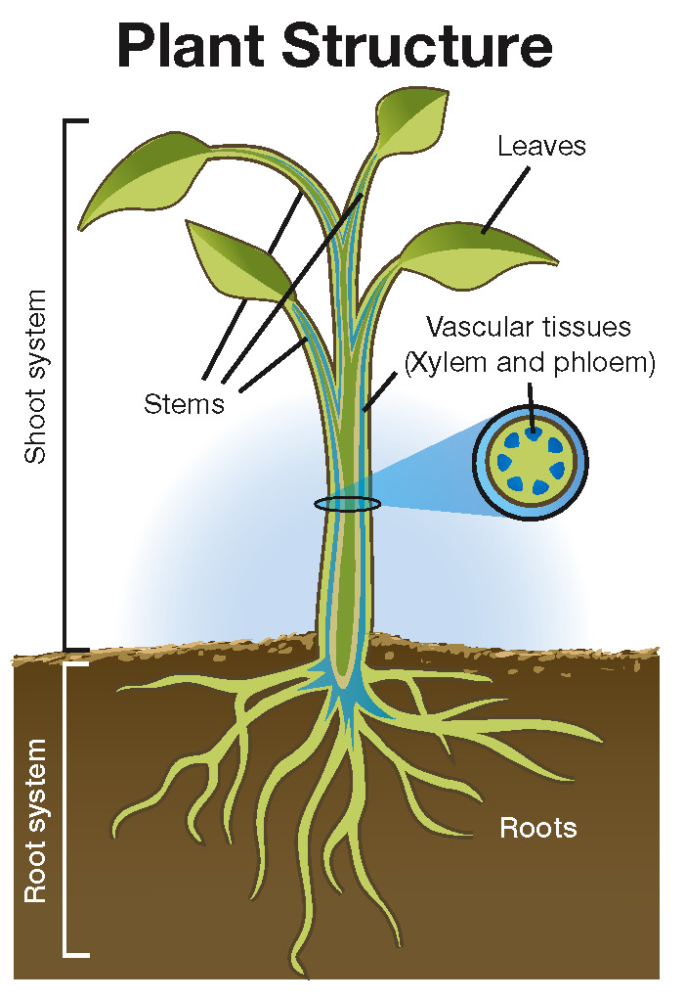 Plant Structure
Leaves
Vascular tissues
(Xylem and phloem)
Stems
Shoot system
Root system
Roots